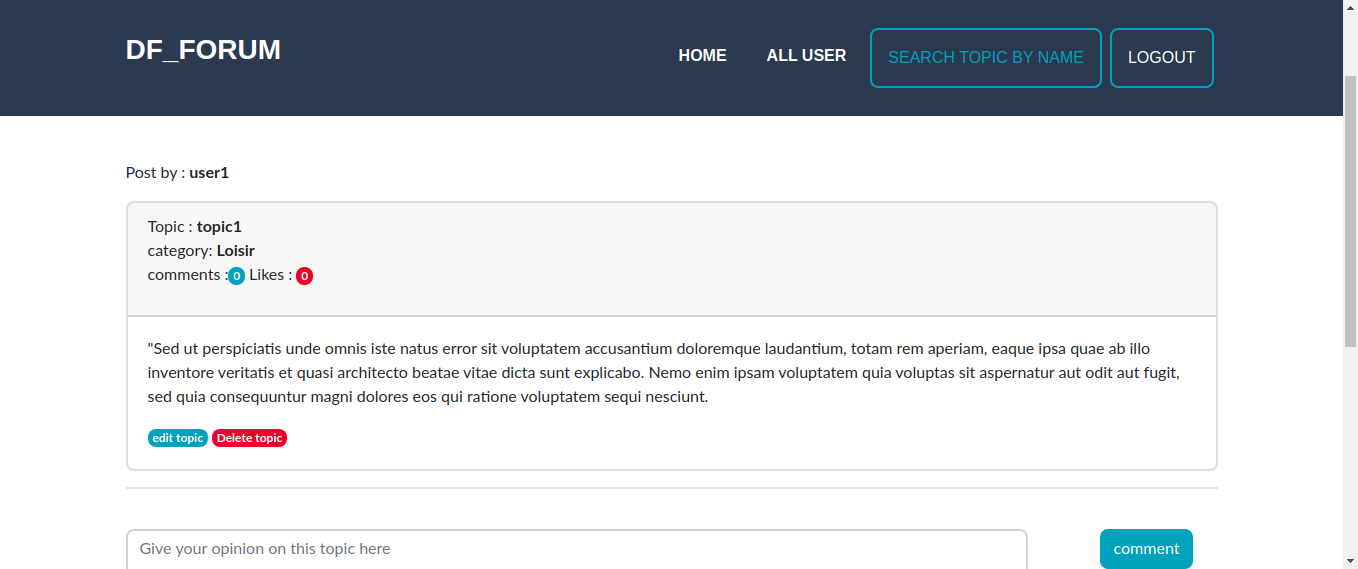 DF_FORUM
HOME ALL USER SEARCH TOPIC BY NAME LOGOUT
Post by : user1
Topic : topic1
category: Loisir
comments :0 Likes : 0
"Sed ut perspiciatis unde omnis iste natus error sit voluptatem accusantium doloremque laudantium, totam rem aperiam, eaque ipsa quae ab illo
inventore veritatis et quasi architecto beatae vitae dicta sunt explicabo. Nemo enim ipsam voluptatem quia voluptas sit aspernatur aut odit aut fugit,
sed quia consequuntur magni dolores eos qui ratione voluptatem sequi nesciunt.
edit topic Delete topic
Give your opinion on this topic here
comment